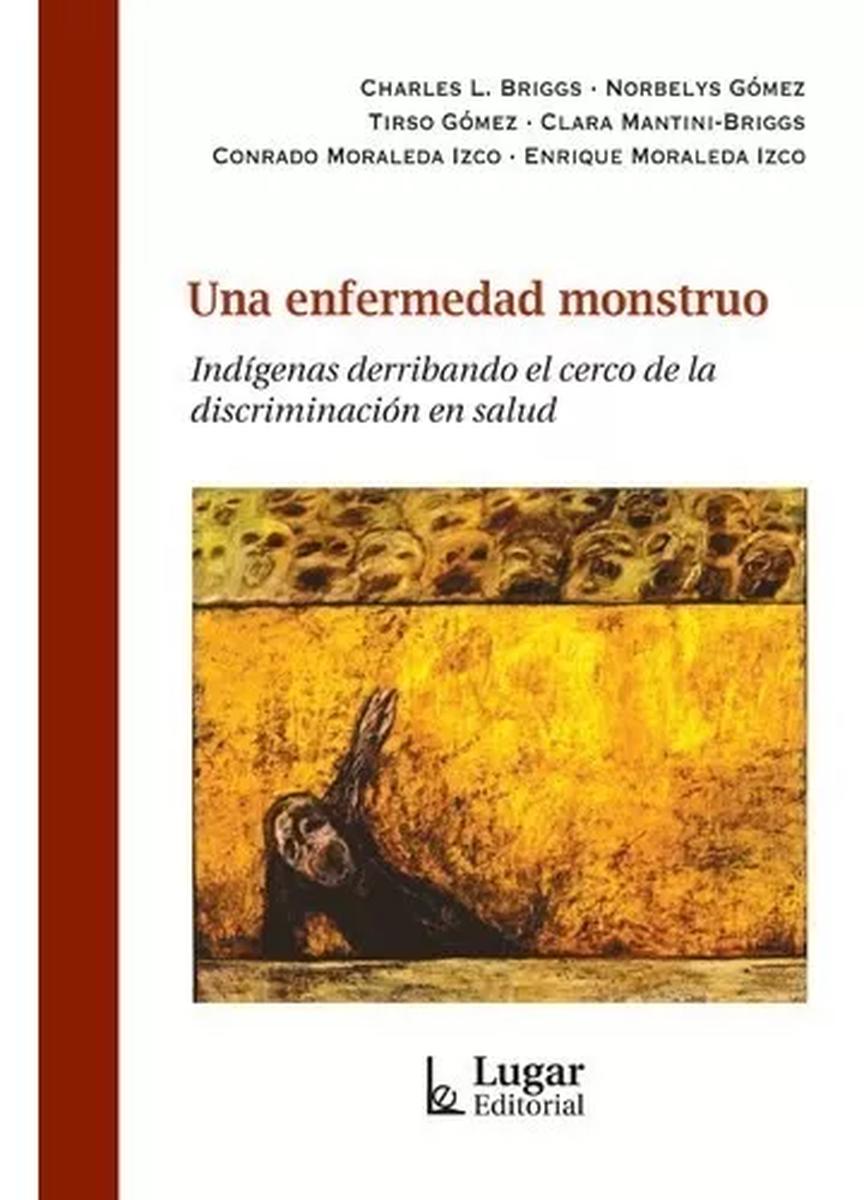 CHARLES L. BRIGGS · NORBELYS GÓMEZ
TIRSO GÓMEZ · CLARA MANTINI-BRIGGS
CONRADO MORALEDA IZCO · ENRIQUE MORALEDA IZCO
Una enfermedad monstruo
Indígenas derribando el cerco de la
discriminación en salud
Le Lugar
Editorial